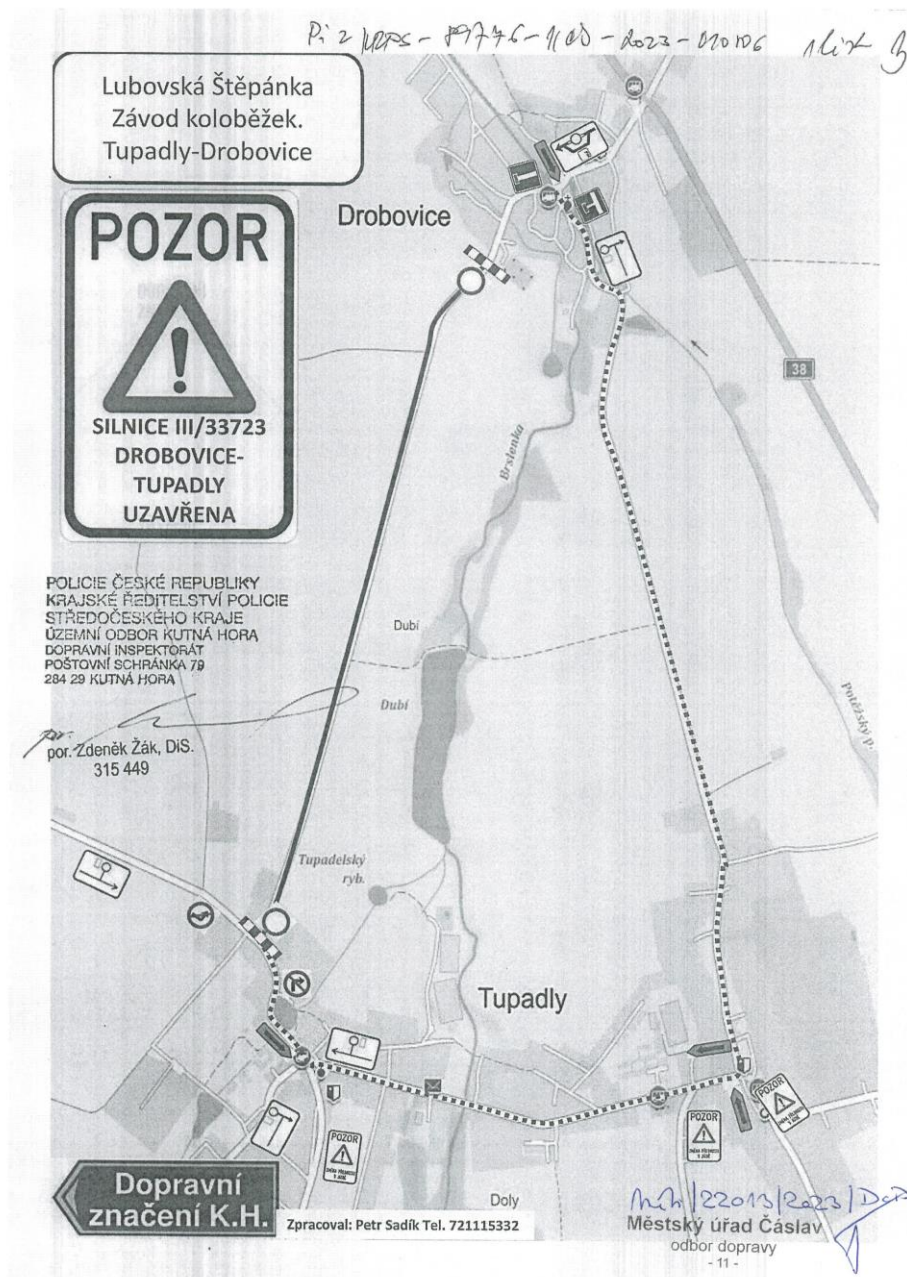 2023
Lubovská Štěpánka
Závod koloběžek.
Tupadly-Drobovice
POZOR
SILNICE III/33723
DROBOVICE-
TUPADLY
UZAVŘENA
Drobovice
38
Brslenka
POLICIE ČESKÉ REPUBLIKY
KRAJSKÉ ŘEDITELSTVÍ POLICIE
STŘEDOČESKÉHO KRAJE
ÚZEMNÍ ODBOR KUTNÁ HORA
DOPRAVNÍ INSPEKTORÁT
POŠTOVNÍ SCHRÁNKA 79
284 29 KUTNÁ HORA
por. Zdeněk Žák, DiS.
315 449
Dubí
Dubí
Potěžský p.
Tupadelský
ryb.
Tupadly
POZOR
POZOR
POZOR
Doly
Dopravní
značení K.H.
Zpracoval: Petr Sadík Tel. 721115332
Městský úřad Čáslav
odbor dopravy
- 11 -